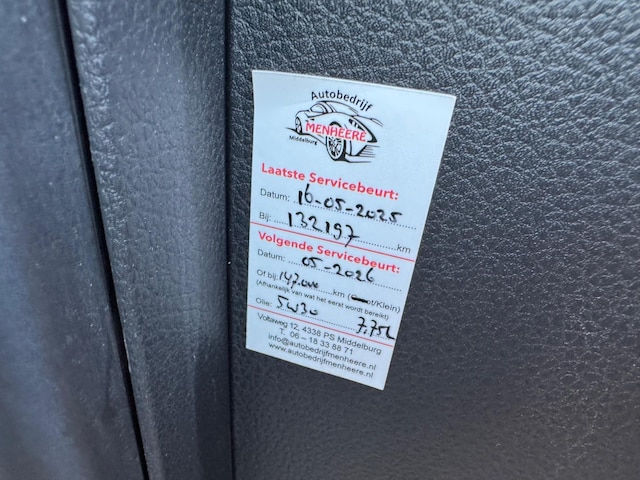 Autobedrijf
MENHEERE
Middelburg
Laatste Servicebeurt:
Datum: 16-05-2025
Bij: 132197 km
Volgende Servicebeurt:
Datum: 05-2026
Of bij: 147.000 km (Klein)
(Afhankelijk van wat het eerst wordt bereikt)
Olie: 5W30 7,75L
12, 4338 PS Middelburg
T. 06 - 18 33 88 71
info@autobedrijfmenheere.nl
www.autobedrijfmenheere.nl